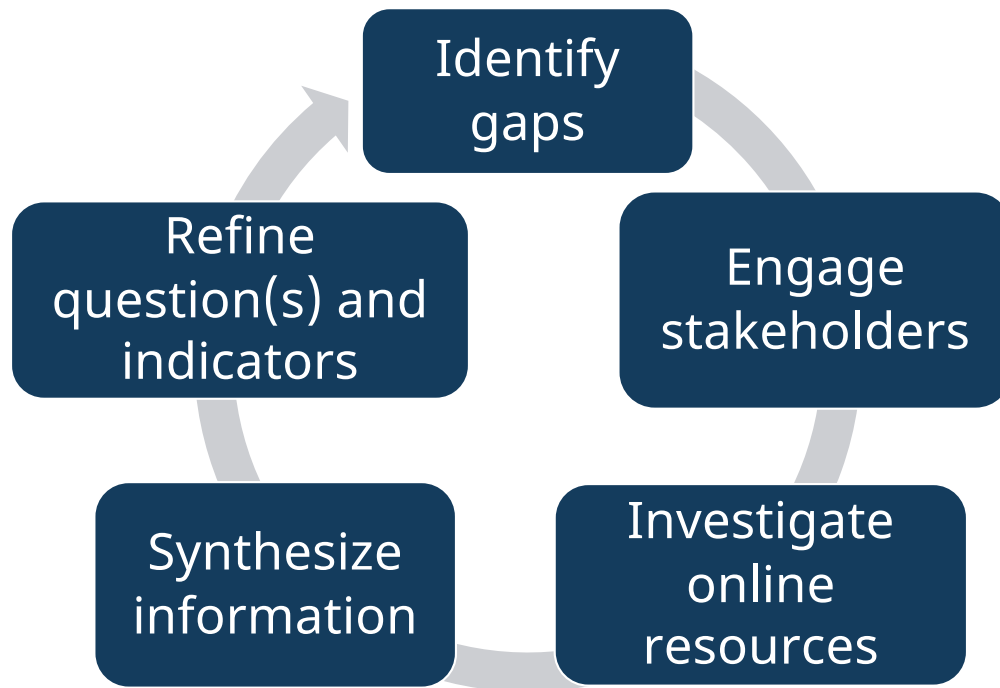 Identify
gaps
Engage
stakeholders
Investigate
online
resources
Synthesize
information
Refine
question(s) and
indicators